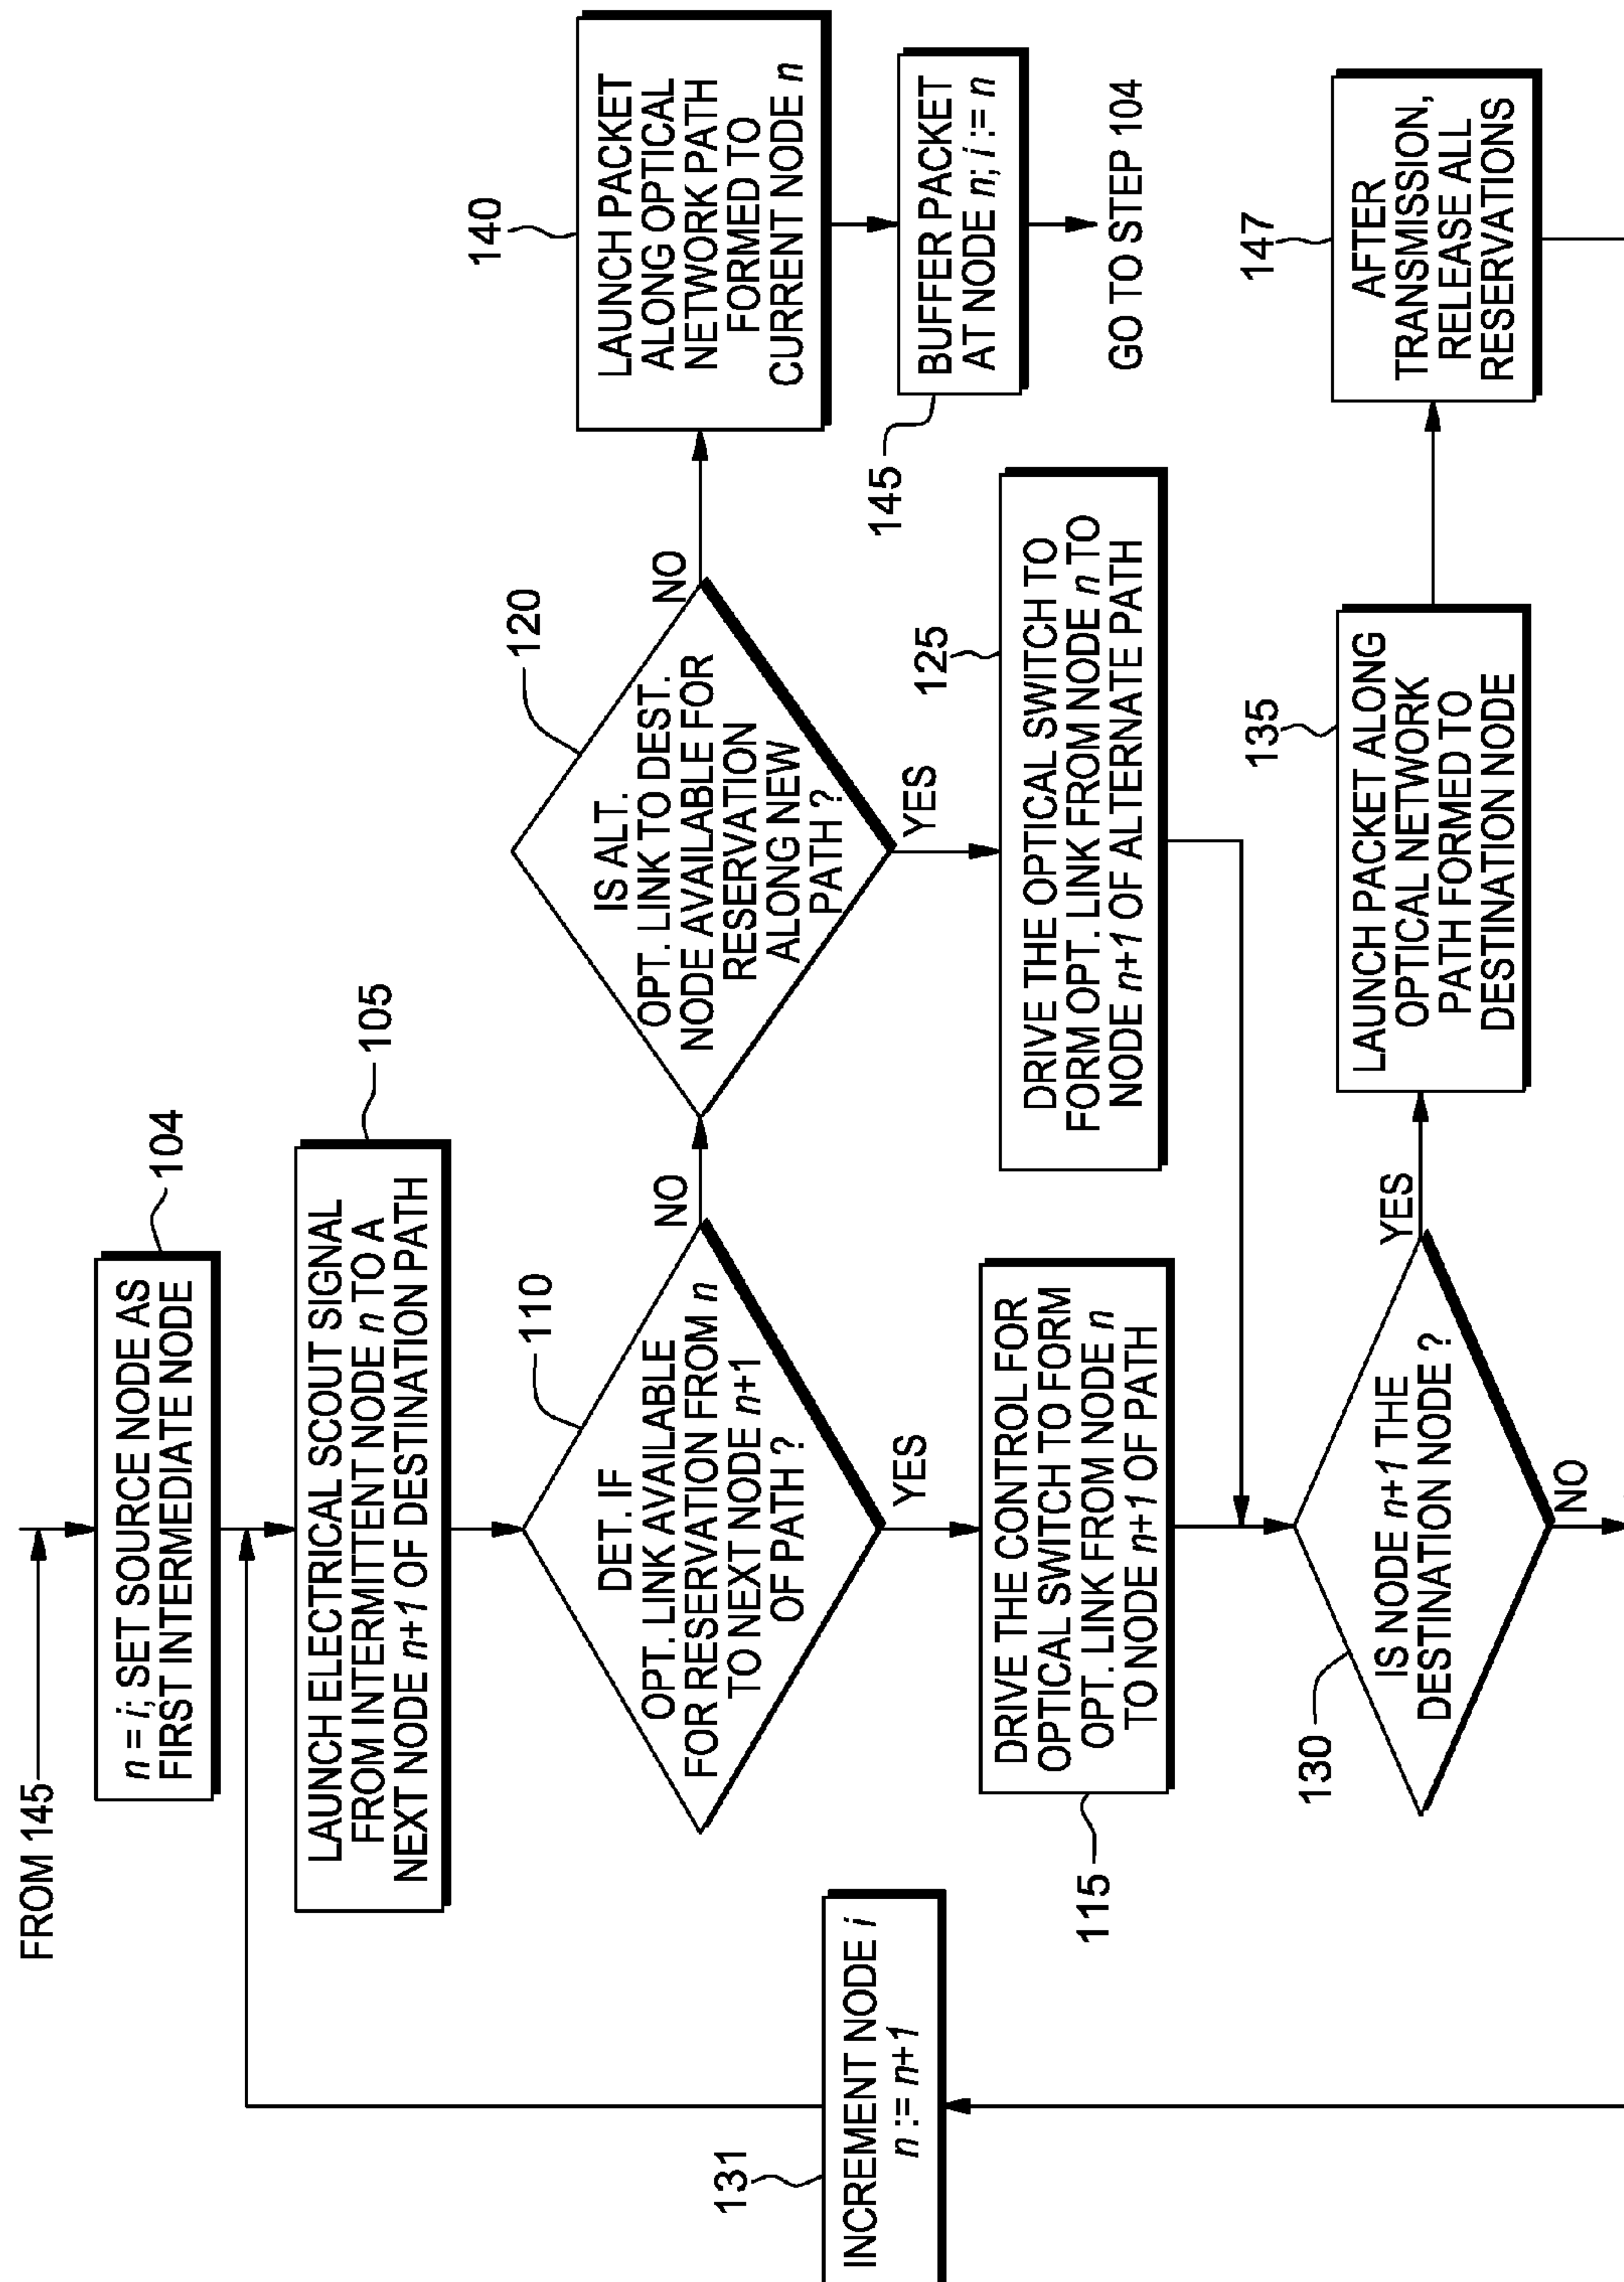 FROM 145
n = i; SET SOURCE NODE AS
FIRST INTERMEDIATE NODE
104
LAUNCH ELECTRICAL SCOUT SIGNAL
FROM INTERMITTENT NODE n TO A
NEXT NODE n+1 OF DESTINATION PATH
105
DET. IF
OPT. LINK AVAILABLE
FOR RESERVATION FROM n
TO NEXT NODE n+1
OF PATH ?
110
NO
YES
IS ALT.
OPT. LINK TO DEST.
NODE AVAILABLE FOR
RESERVATION
ALONG NEW
PATH ?
120
NO
YES
LAUNCH PACKET
ALONG OPTICAL
NETWORK PATH
FORMED TO
CURRENT NODE n
140
BUFFER PACKET
AT NODE n; i := n
145
GO TO STEP 104
INCREMENT NODE i
n := n+1
131
DRIVE THE CONTROL FOR
OPTICAL SWITCH TO FORM
OPT. LINK FROM NODE n
TO NODE n+1 OF PATH
115
DRIVE THE OPTICAL SWITCH TO
FORM OPT. LINK FROM NODE n TO
NODE n+1 OF ALTERNATE PATH
125
IS NODE n+1 THE
DESTINATION NODE ?
130
YES
NO
LAUNCH PACKET ALONG
OPTICAL NETWORK
PATH FORMED TO
DESTINATION NODE
135
AFTER
TRANSMISSION,
RELEASE ALL
RESERVATIONS
147